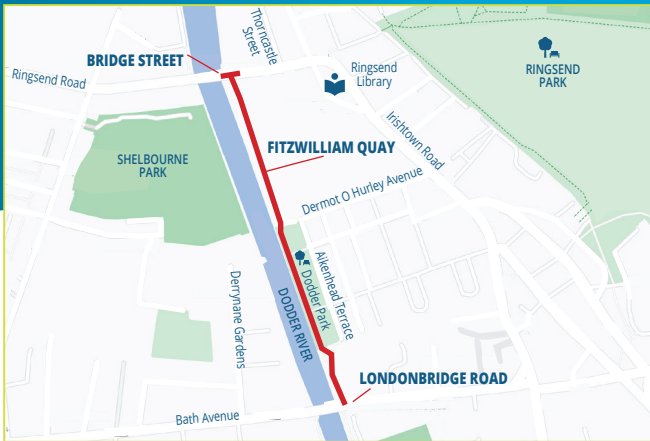 Thorncastle
Street
BRIDGE STREET
Ringsend Road
Ringsend
Library
RINGSEND
PARK
Irishtown Road
SHELBOURNE
PARK
FITZWILLIAM QUAY
Dermot O Hurley Avenue
Aikenhead Terrace
Dodder Park
DODDER RIVER
Derrynane Gardens
LONDONBRIDGE ROAD
Bath Avenue